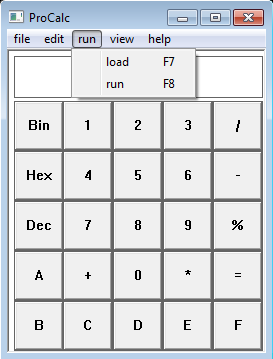 ProCalc
file edit run view help
load F7
run F8
Bin 1 2 3 /
Hex 4 5 6 -
Dec 7 8 9 %
A + 0 * =
B C D E F